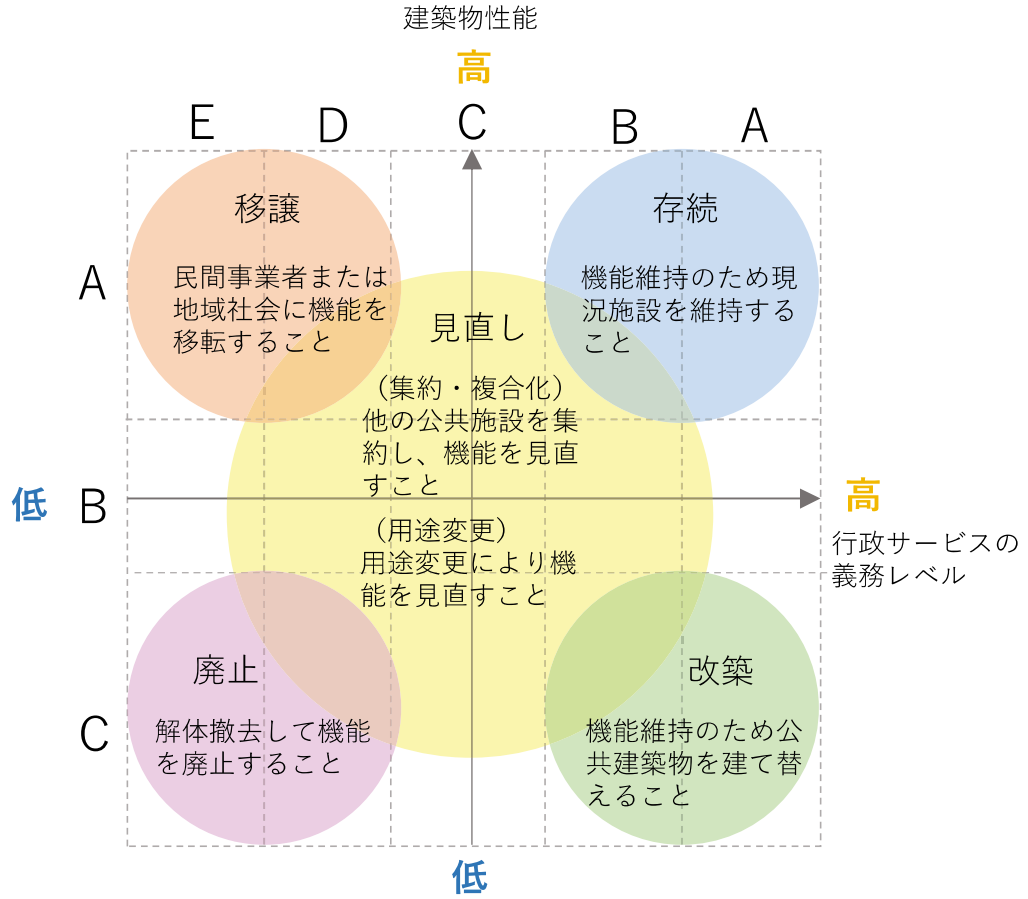 建築物性能
高
E D C B A
移譲
民間事業者または
地域社会に機能を
移転すること
存続
機能維持のため現
況施設を維持する
こと
A
見直し
（集約・複合化）
他の公共施設を集
約し、機能を見直
すこと
低
B
高
（用途変更）
用途変更により機
能を見直すこと
行政サービスの
義務レベル
廃止
解体撤去して機能
を廃止すること
改築
機能維持のため公
共建築物を建て替
えること
C
低